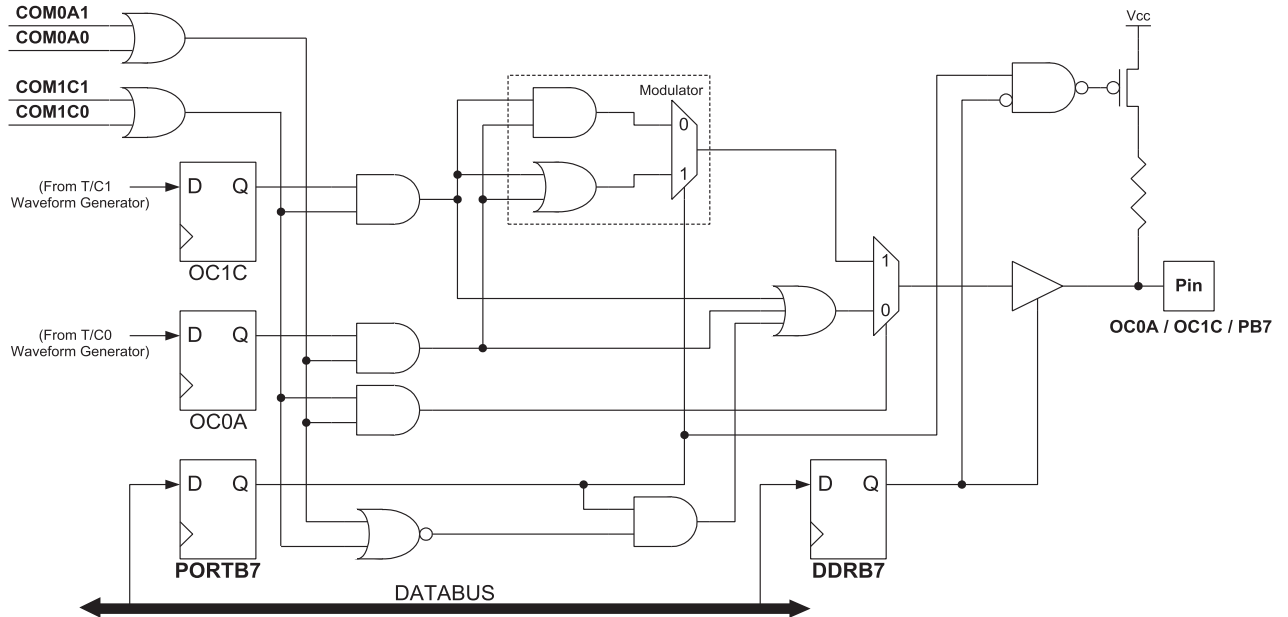 COM0A1
COM0A0
Vcc
COM1C1
COM1C0
Modulator
0
1
(From T/C1
Waveform Generator)
D Q
OC1C
1
0
Pin
OC0A / OC1C / PB7
(From T/C0
Waveform Generator)
D Q
OC0A
D Q
PORTB7
D Q
DDRB7
DATABUS